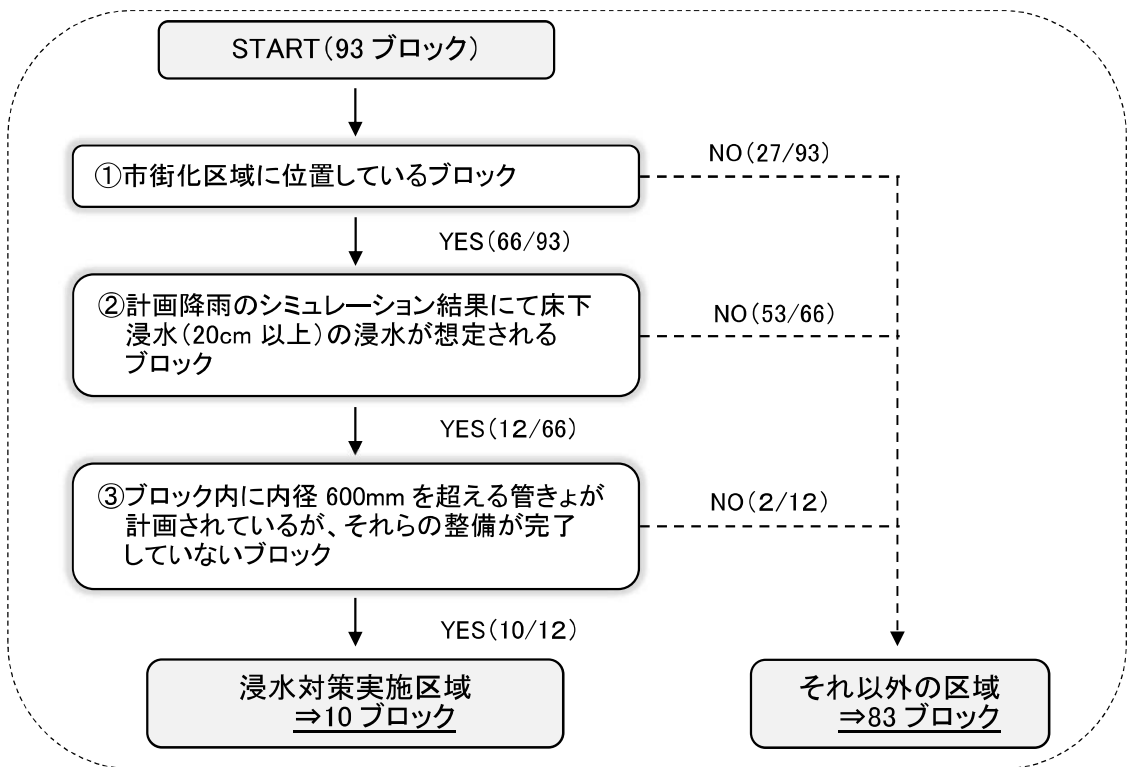 START(93 ブロック)
①市街化区域に位置しているブロック
NO(27/93)
YES(66/93)
②計画降雨のシミュレーション結果にて床下
浸水(20cm 以上)の浸水が想定される
ブロック
NO(53/66)
YES(12/66)
③ブロック内に内径 600mm を超える管きょが
計画されているが、それらの整備が完了
していないブロック
NO(2/12)
YES(10/12)
浸水対策実施区域
⇒10 ブロック
それ以外の区域
⇒83 ブロック